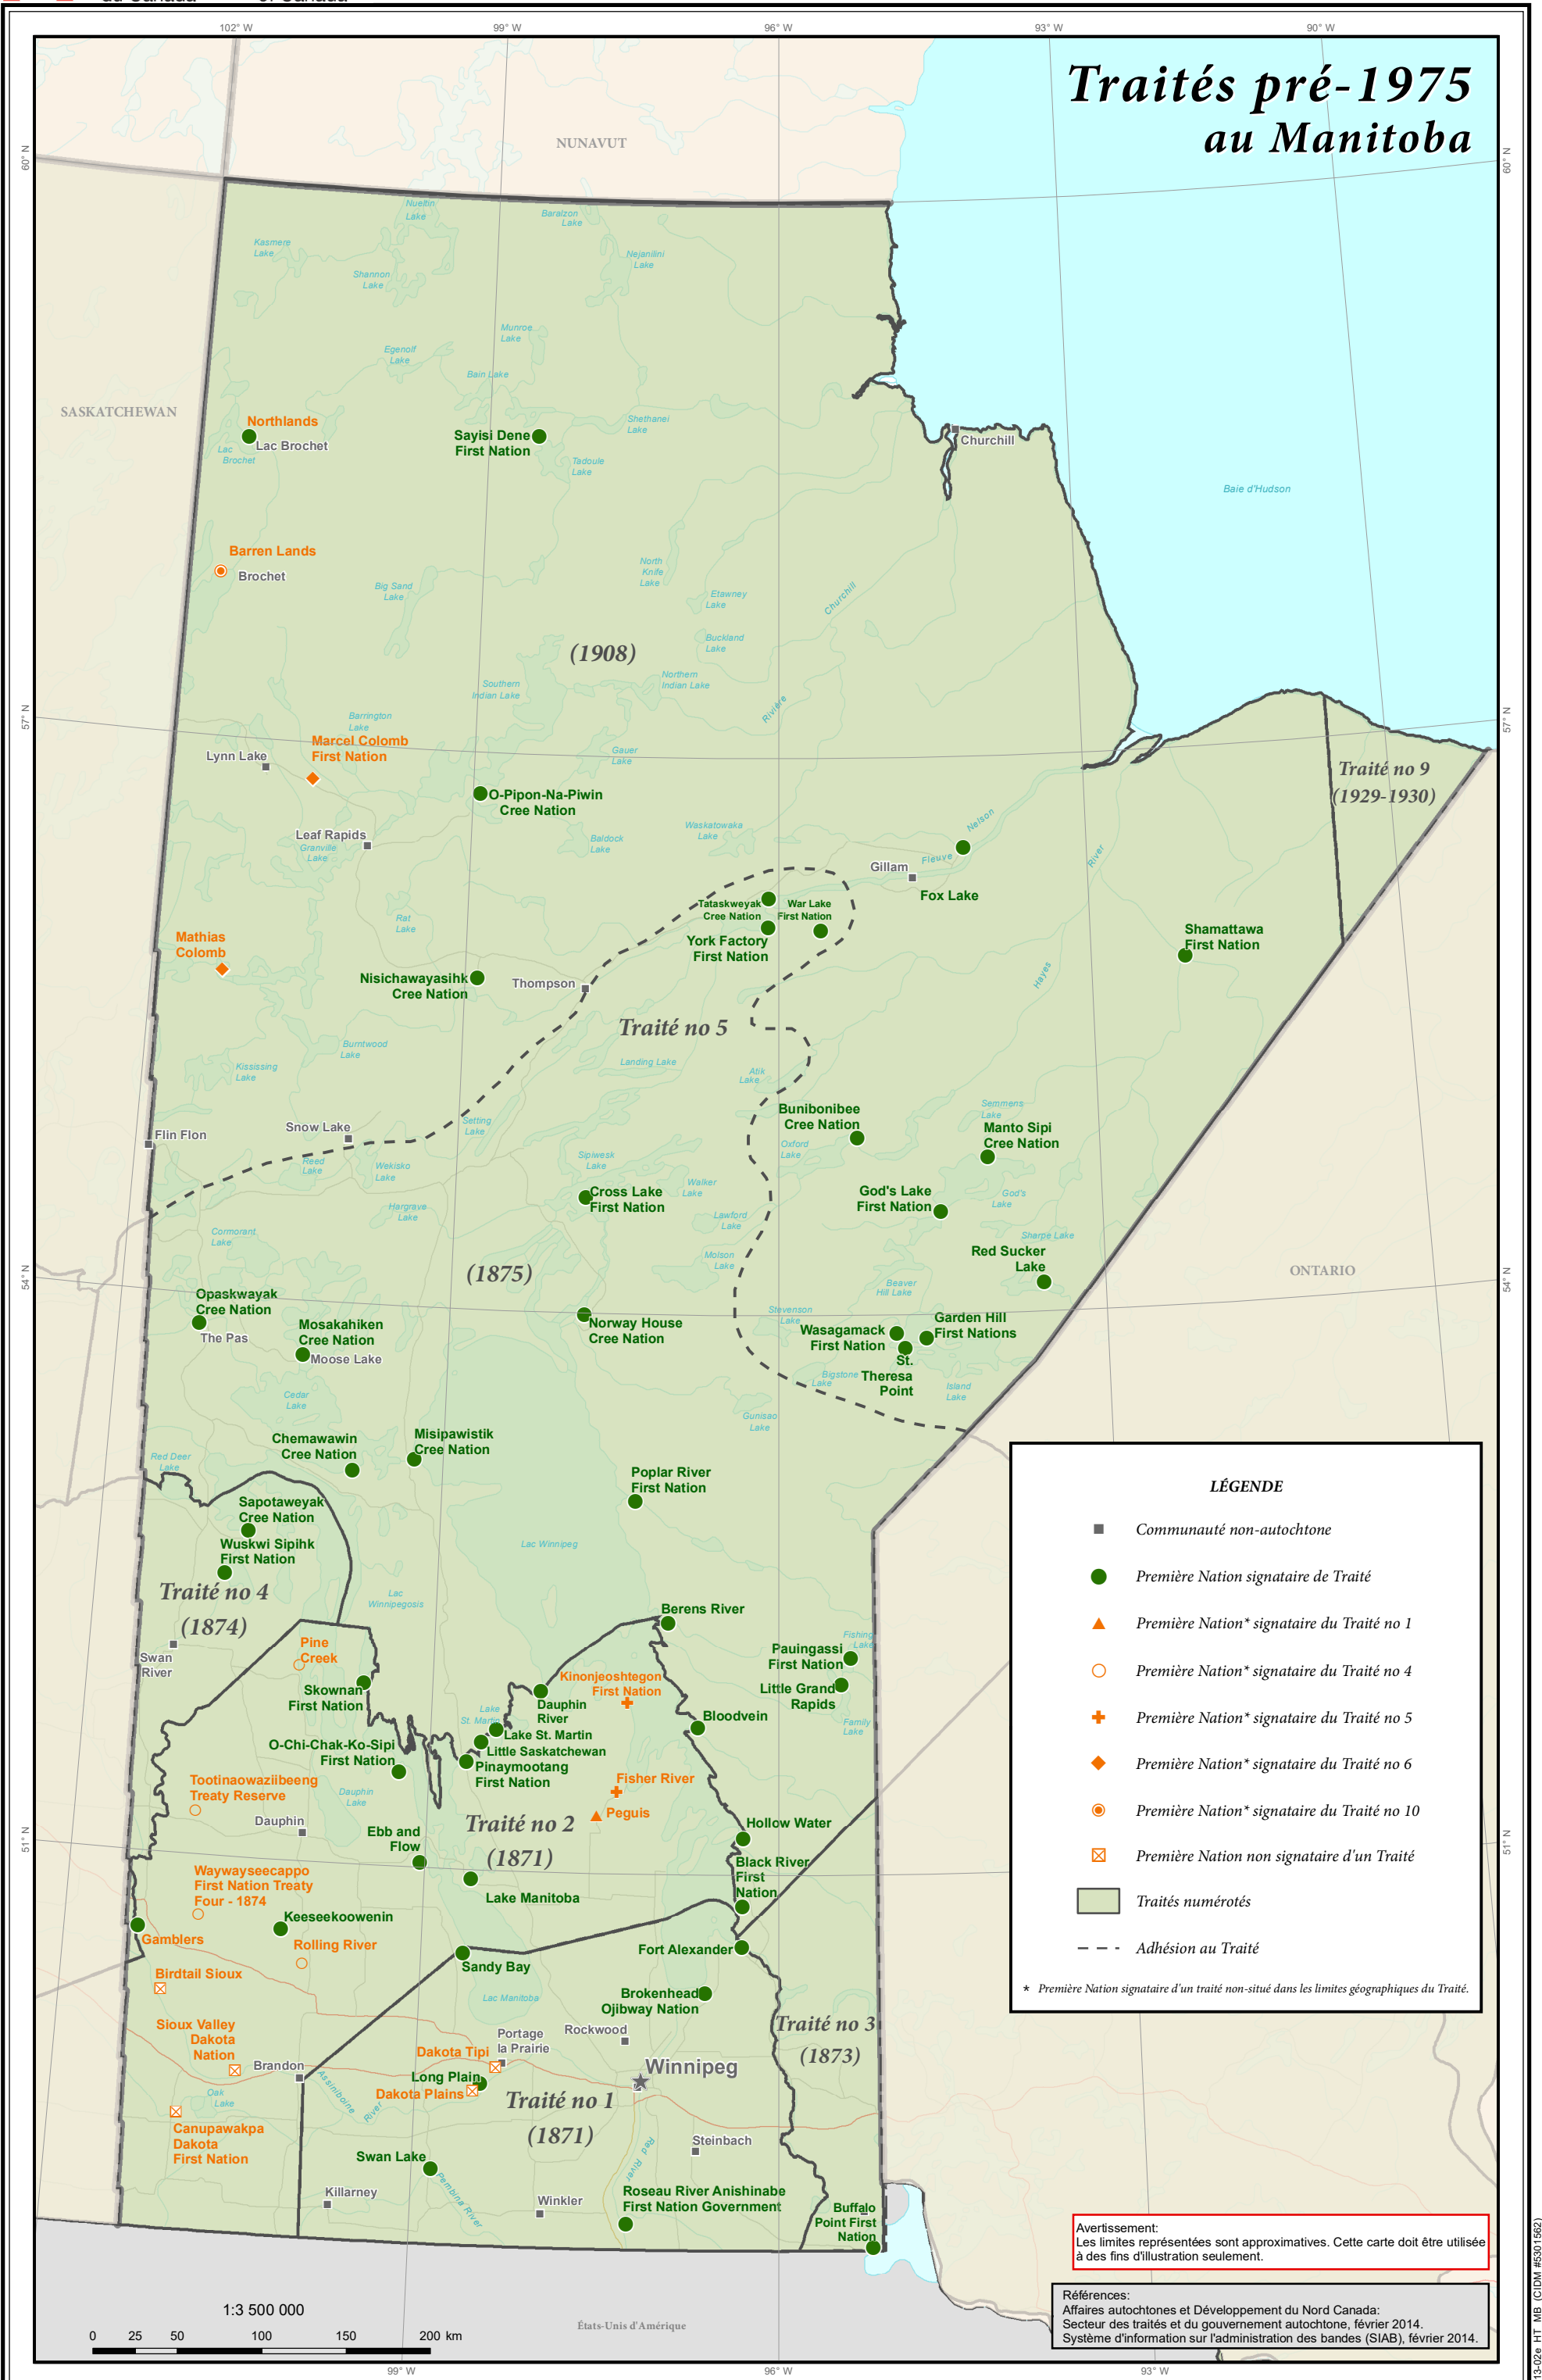 102° W
99° W
96° W
93° W
90° W
Traités pré-1975
au Manitoba
NUNAVUT
60° N
60° N
Nueltin
Lake
Baralzon
Lake
Kasmere
Lake
Nejanilini
Lake
Shannon
Lake
Munroe
Lake
Egenolf
Lake
Bain Lake
SASKATCHEWAN
Northlands
Lac Brochet
Lac
Brochet
Sayisi Dene
First Nation
Shethanei
Lake
Tadoule
Lake
Churchill
Baie d'Hudson
Barren Lands
Brochet
Big Sand
Lake
North
Knife
Lake
Etawney
Lake
Churchill
Buckland
Lake
(1908)
Northern
Indian Lake
Southern
Indian Lake
Rivière
57° N
57° N
Barrington
Lake
Marcel Colomb
First Nation
Lynn Lake
Gauer
Lake
Traité no 9
(1929-1930)
O-Pipon-Na-Piwin
Cree Nation
Leaf Rapids
Granville
Lake
Baldock
Lake
Waskatowaka
Lake
Nelson
Fleuve
River
Gillam
Fox Lake
Tataskweyak
Cree Nation
War Lake
First Nation
York Factory
First Nation
Rat
Lake
Mathias
Colomb
Shamattawa
First Nation
Hayes
Nisichawayasihk
Cree Nation
Thompson
Traité no 5
Burntwood
Lake
Kississing
Lake
Landing Lake
Atik
Lake
Setting
Lake
Bunibonibee
Cree Nation
Semmens
Lake
Manto Sipi
Cree Nation
Flin Flon
Snow Lake
Reed
Lake
Wekisko
Lake
Sipiwesk
Lake
Oxford
Lake
Cross Lake
First Nation
Walker
Lake
God's Lake
First Nation
God's
Lake
Hargrave
Lake
Lawford
Lake
Cormorant
Lake
Sharpe Lake
Molson
Lake
Red Sucker
Lake
(1875)
ONTARIO
54° N
54° N
Beaver
Hill Lake
Opaskwayak
Cree Nation
The Pas
Mosakahiken
Cree Nation
Moose Lake
Norway House
Cree Nation
Stevenson
Lake
Wasagamack
First Nation
Garden Hill
First Nations
St.
Theresa
Point
Bigstone
Lake
Island
Lake
Cedar
Lake
Gunisao
Lake
Chemawawin
Cree Nation
Misipawistik
Cree Nation
Red Deer
Lake
Poplar River
First Nation
Sapotaweyak
Cree Nation
Wuskwi Sipihk
First Nation
Lac Winnipeg
Traité no 4
(1874)
Lac
Winnipegosis
Berens River
Swan
River
Pine
Creek
Skownan
First Nation
Fishing
Lake
Pauingassi
First Nation
Little Grand
Rapids
Family
Lake
Kinonjeoshtegon
First Nation
Dauphin
River
Lake
St. Martin
Lake St. Martin
Little Saskatchewan
Pinaymootang
First Nation
Bloodvein
O-Chi-Chak-Ko-Sipi
First Nation
Tootinaowaziibeeng
Treaty Reserve
Dauphin
Lake
Dauphin
Fisher River
Peguis
Traité no 2
(1871)
Hollow Water
51° N
51° N
Ebb and
Flow
Lake Manitoba
Black River
First
Nation
Waywayseecappo
First Nation Treaty
Four - 1874
Keeseekoowenin
Gamblers
Rolling River
Sandy Bay
Fort Alexander
Birdtail Sioux
Lac Manitoba
Brokenhead
Ojibway Nation
Sioux Valley
Dakota
Nation
Portage
la Prairie
Rockwood
Traité no 3
(1873)
Dakota Tipi
Brandon
Long Plain
Dakota Plains
Winnipeg
Oak
Lake
Assiniboine
River
Traité no 1
(1871)
Canupawakpa
Dakota
First Nation
Steinbach
Red
River
Swan Lake
Pembina River
Killarney
Winkler
Roseau River Anishinabe
First Nation Government
Buffalo
Point First
Nation
LÉGENDE
Communauté non-autochtone
Première Nation signataire de Traité
Première Nation* signataire du Traité no 1
Première Nation* signataire du Traité no 4
Première Nation* signataire du Traité no 5
Première Nation* signataire du Traité no 6
Première Nation* signataire du Traité no 10
Première Nation non signataire d'un Traité
Traités numérotés
Adhésion au Traité
* Première Nation signataire d'un traité non-situé dans les limites géographiques du Traité.
Avertissement:
Les limites représentées sont approximatives. Cette carte doit être utilisée
à des fins d'illustration seulement.
Références:
Affaires autochtones et Développement du Nord Canada:
Secteur des traités et du gouvernement autochtone, février 2014.
Système d'information sur l'administration des bandes (SIAB), février 2014.
1:3 500 000
0 25 50 100 150 200 km
États-Unis d'Amérique
99° W
96° W
93° W
13-02e HT MB (CIDM #5301562)